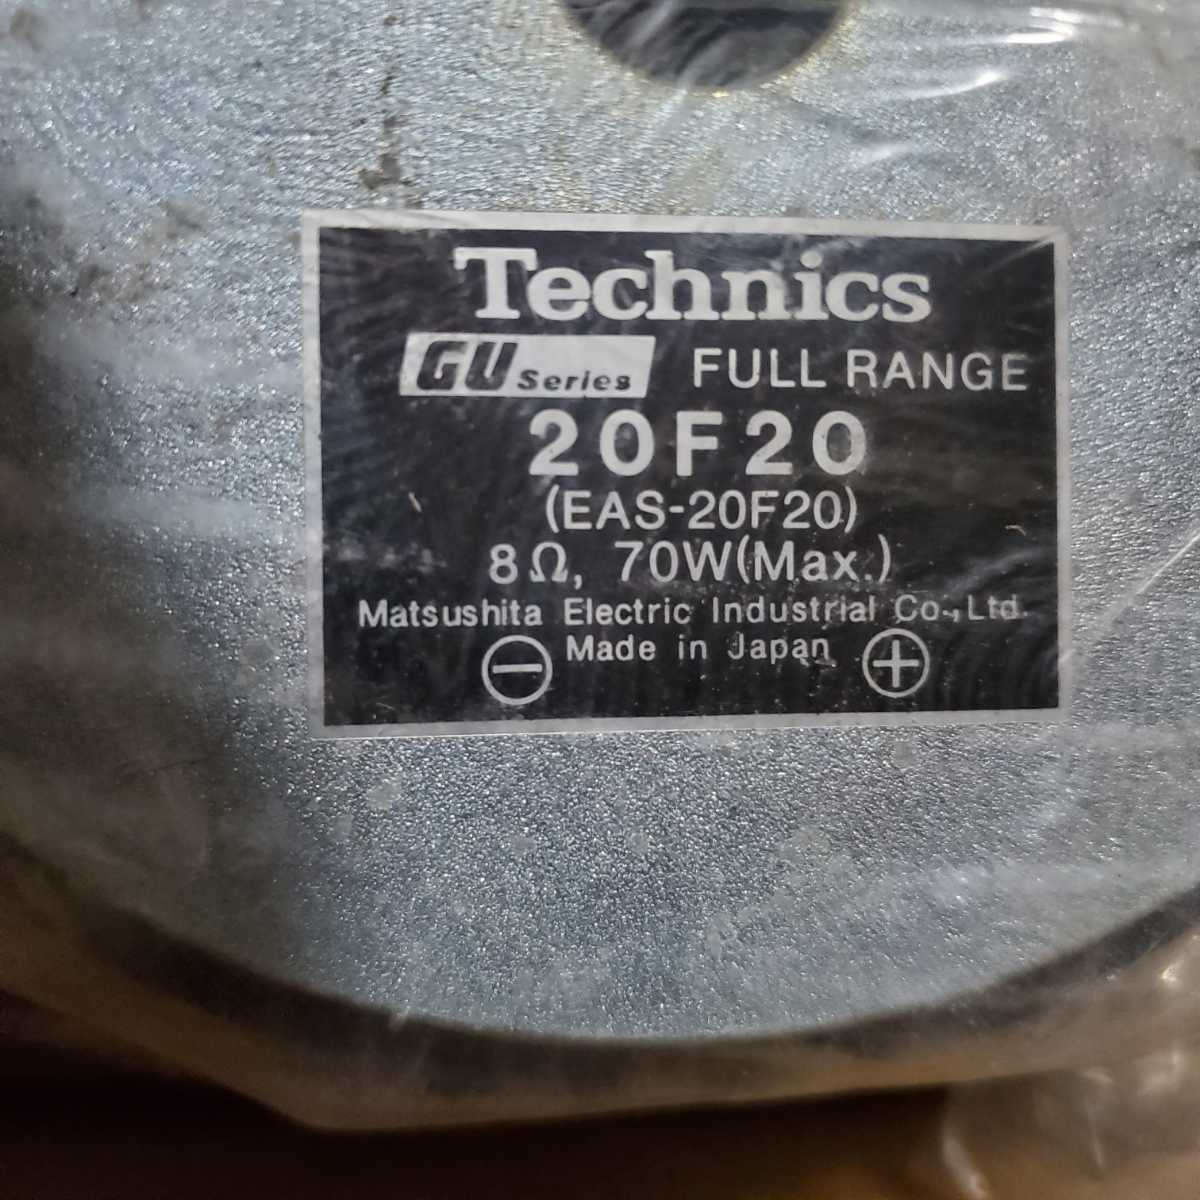 Technics
GU Series FULL RANGE
20F20
(EAS-20F20)
8Ω, 70W(Max.)
Matsushita Electric Industrial Co.,Ltd.
Made in Japan
− +